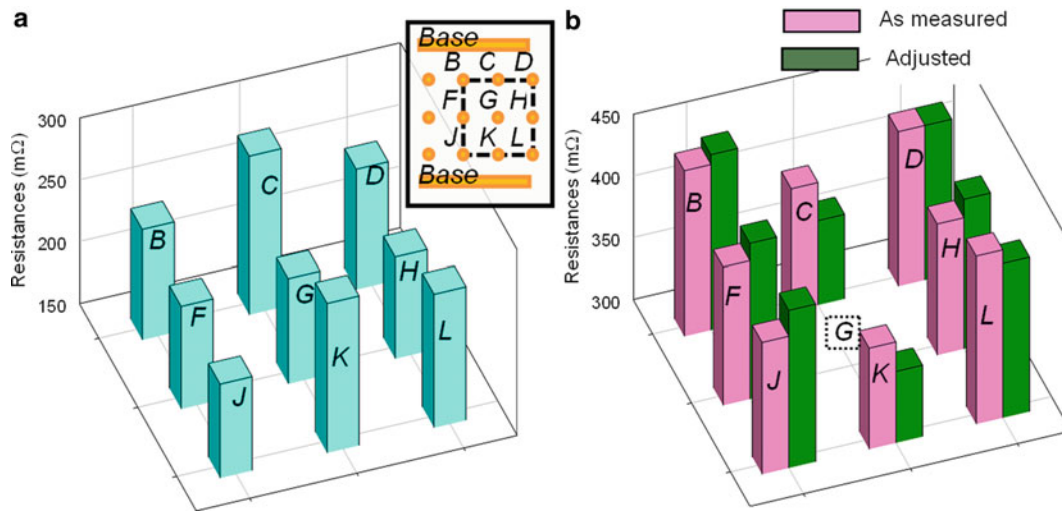 a
Resistances (mΩ)
300
250
200
150
B
C
D
F
G
H
J
K
L
Base
B C D
F G H
J K L
Base
b
As measured
Adjusted
Resistances (mΩ)
450
400
350
300
B
C
D
F
G
H
J
K
L